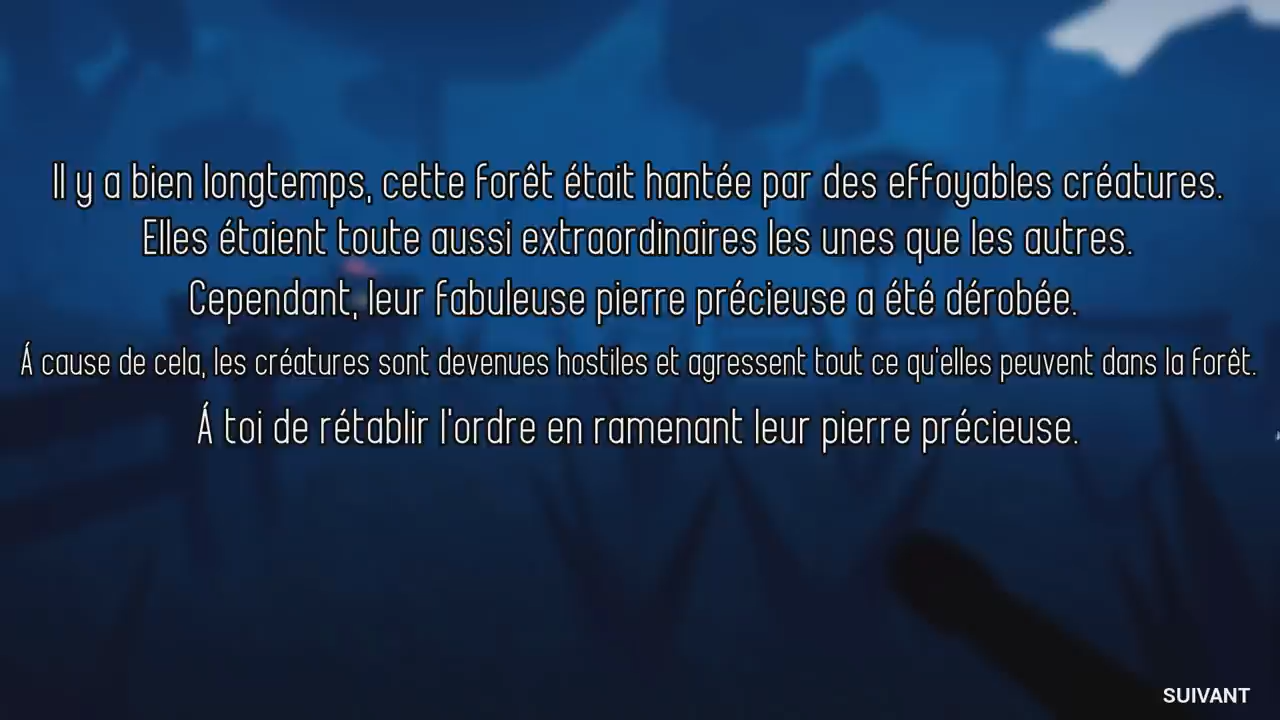 Il y a bien longtemps, cette forêt était hantée par des effoyables créatures.
Elles étaient toute aussi extraordinaires les unes que les autres.
Cependant, leur fabuleuse pierre précieuse a été dérobée.
Á cause de cela, les créatures sont devenues hostiles et agressent tout ce qu'elles peuvent dans la forêt.
Á toi de rétablir l'ordre en ramenant leur pierre précieuse.
SUIVANT